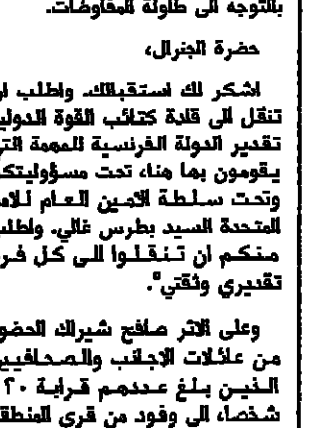 بالتوجه الى طاولة المفاوضات.
حضرة الجنرال،
اشكر لك استقبالك. واطلب ان
تنقل الى قادة كتائب القوة الدولية
تقدير الدولة الفرنسية للمهمة التي
يقومون بها هنا، تحت مسؤوليتكم
وتحت سلطة الامين العام للامم
المتحدة السيد بطرس غالي. واطلب
منكم ان تنقلوا الى كل فرد
تقديري وثقتي".
وعلى الاثر صافح شيراك الحضور
من عائلات الاجانب والصحافيين
الذين بلغ عددهم قرابة ٢٠
شخصا، الى وفود من قرى المنطقة